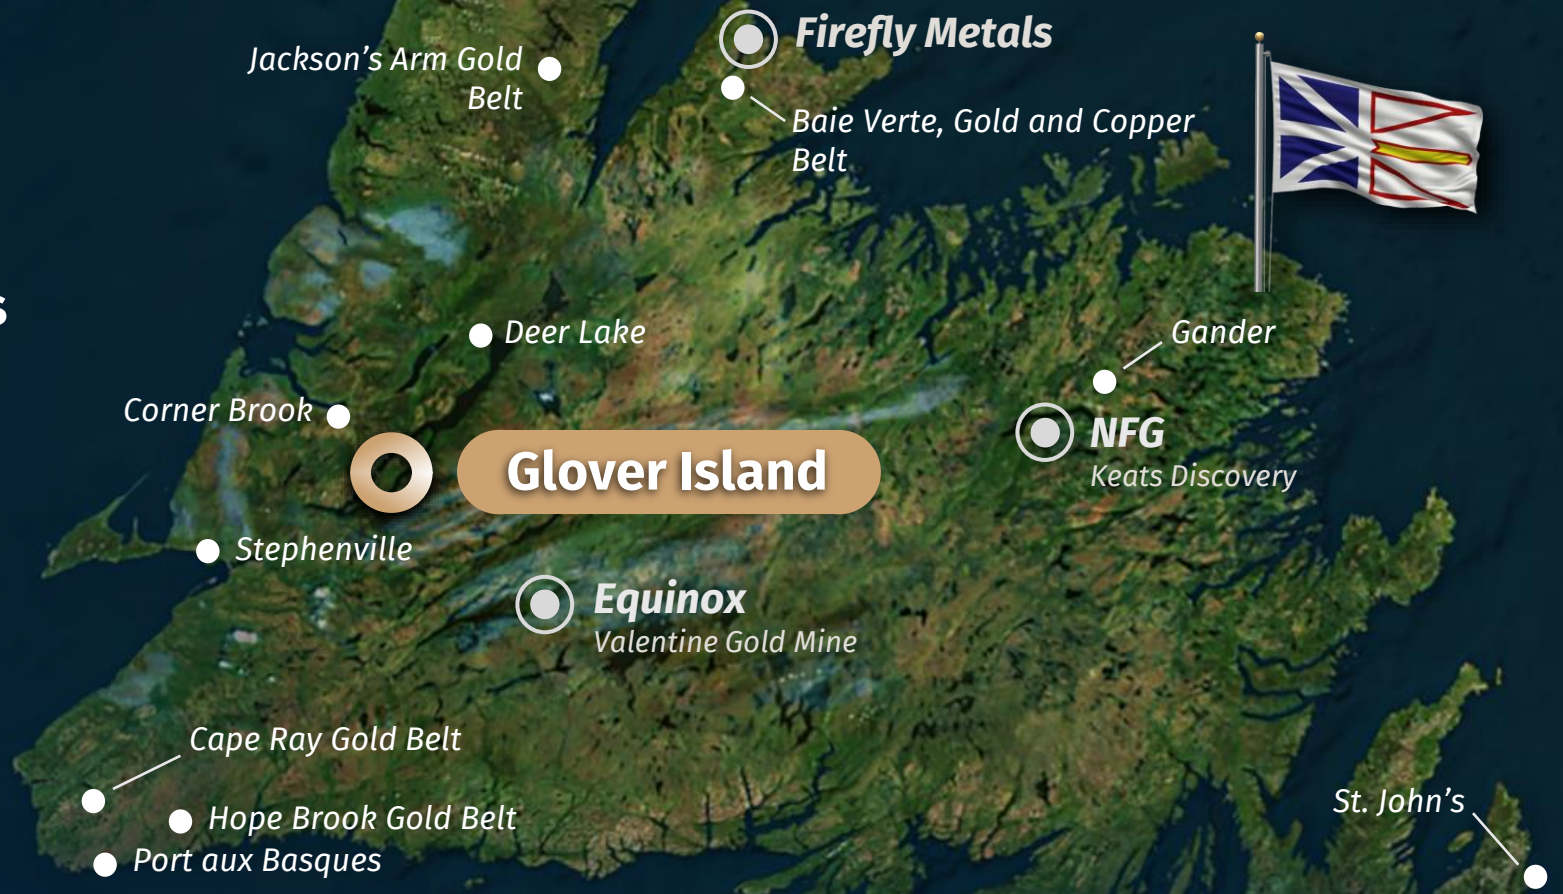 Firefly Metals
Jackson's Arm Gold
Belt
Baie Verte, Gold and Copper
Belt
Deer Lake
Gander
Corner Brook
NFG
Keats Discovery
Glover Island
Stephenville
Equinox
Valentine Gold Mine
Cape Ray Gold Belt
St. John's
Hope Brook Gold Belt
Port aux Basques